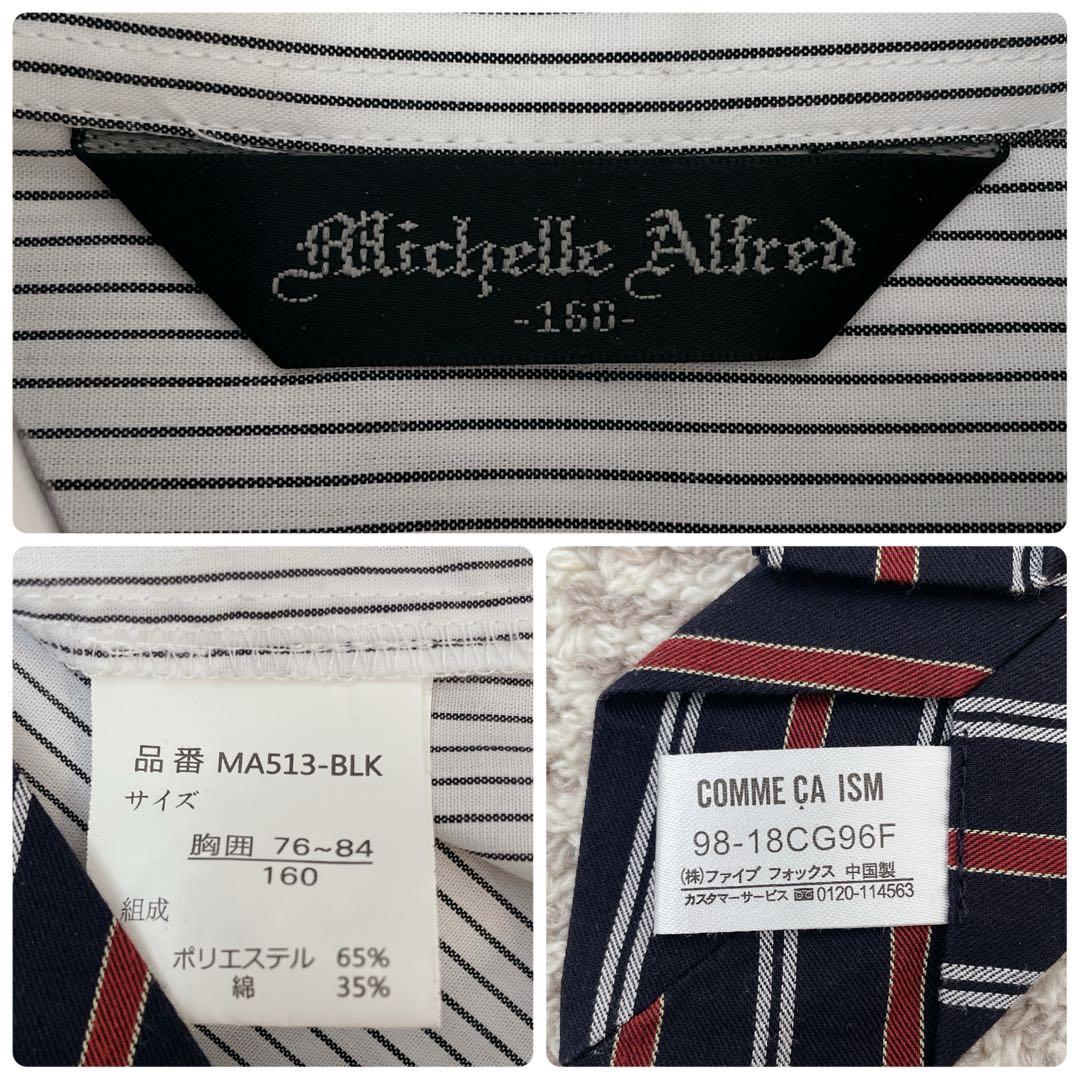 Michelle Alfred
-160-
品番 MA513-BLK
サイズ
胸囲 76~84
160
組成
ポリエステル 65%
綿 35%
COMME ÇA ISM
98-18CG96F
(株)ファイブ フォックス 中国製
カスタマーサービス 0120-114563